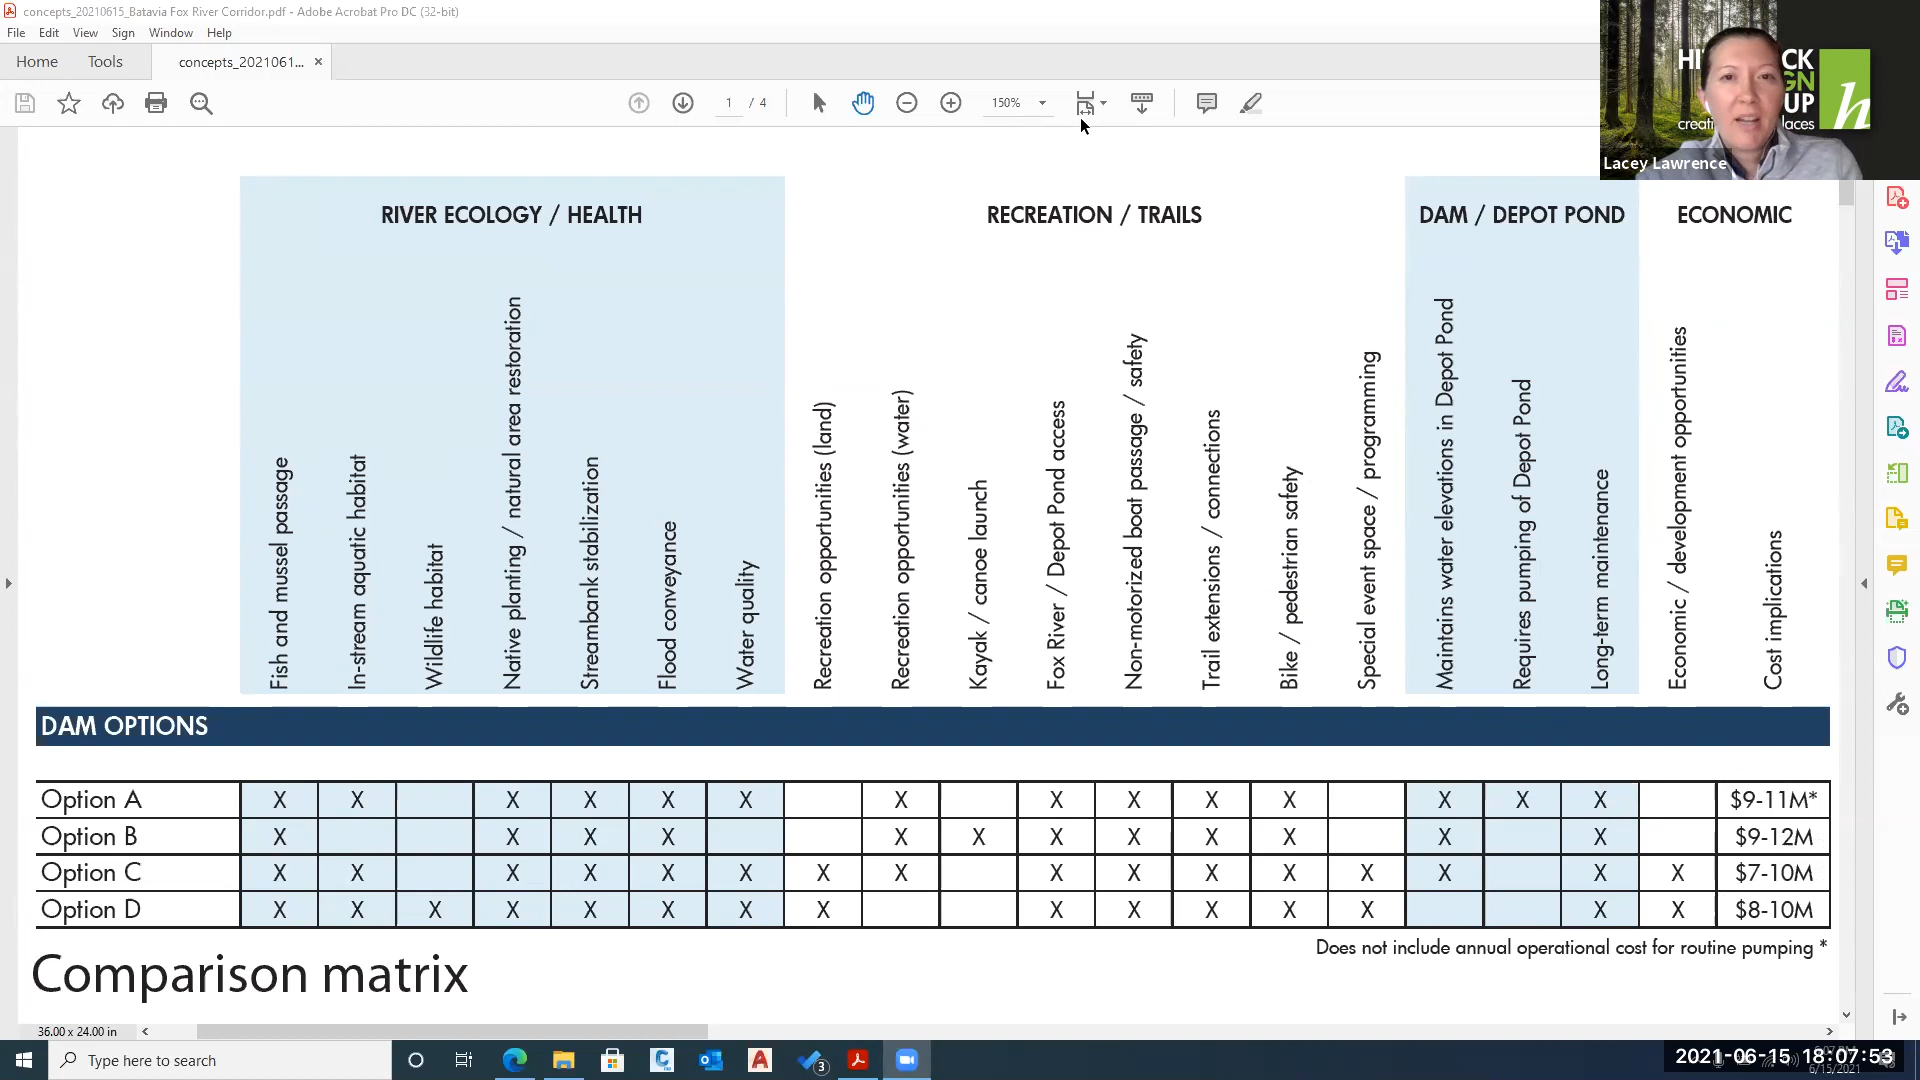 concepts_20210615_Batavia Fox River Corridor.pdf - Adobe Acrobat Pro DC (32-bit)
File Edit View Sign Window Help
Home Tools concepts_2021061... ×
1 / 4 150%
Lacey Lawrence
RIVER ECOLOGY / HEALTH RECREATION / TRAILS DAM / DEPOT POND ECONOMIC
Fish and mussel passage
In-stream aquatic habitat
Wildlife habitat
Native planting / natural area restoration
Streambank stabilization
Flood conveyance
Water quality
Recreation opportunities (land)
Recreation opportunities (water)
Kayak / canoe launch
Fox River / Depot Pond access
Non-motorized boat passage / safety
Trail extensions / connections
Bike / pedestrian safety
Special event space / programming
Maintains water elevations in Depot Pond
Requires pumping of Depot Pond
Long-term maintenance
Economic / development opportunities
Cost implications
DAM OPTIONS
Option A X X X X X X X X X X X X X X $9-11M*
Option B X X X X X X X X X X X X $9-12M
Option C X X X X X X X X X X X X X X X X $7-10M
Option D X X X X X X X X X X X X X X X $8-10M
Does not include annual operational cost for routine pumping *
Comparison matrix
36.00 x 24.00 in
Type here to search
3
2021-06-15 18:07:53
6/15/2021